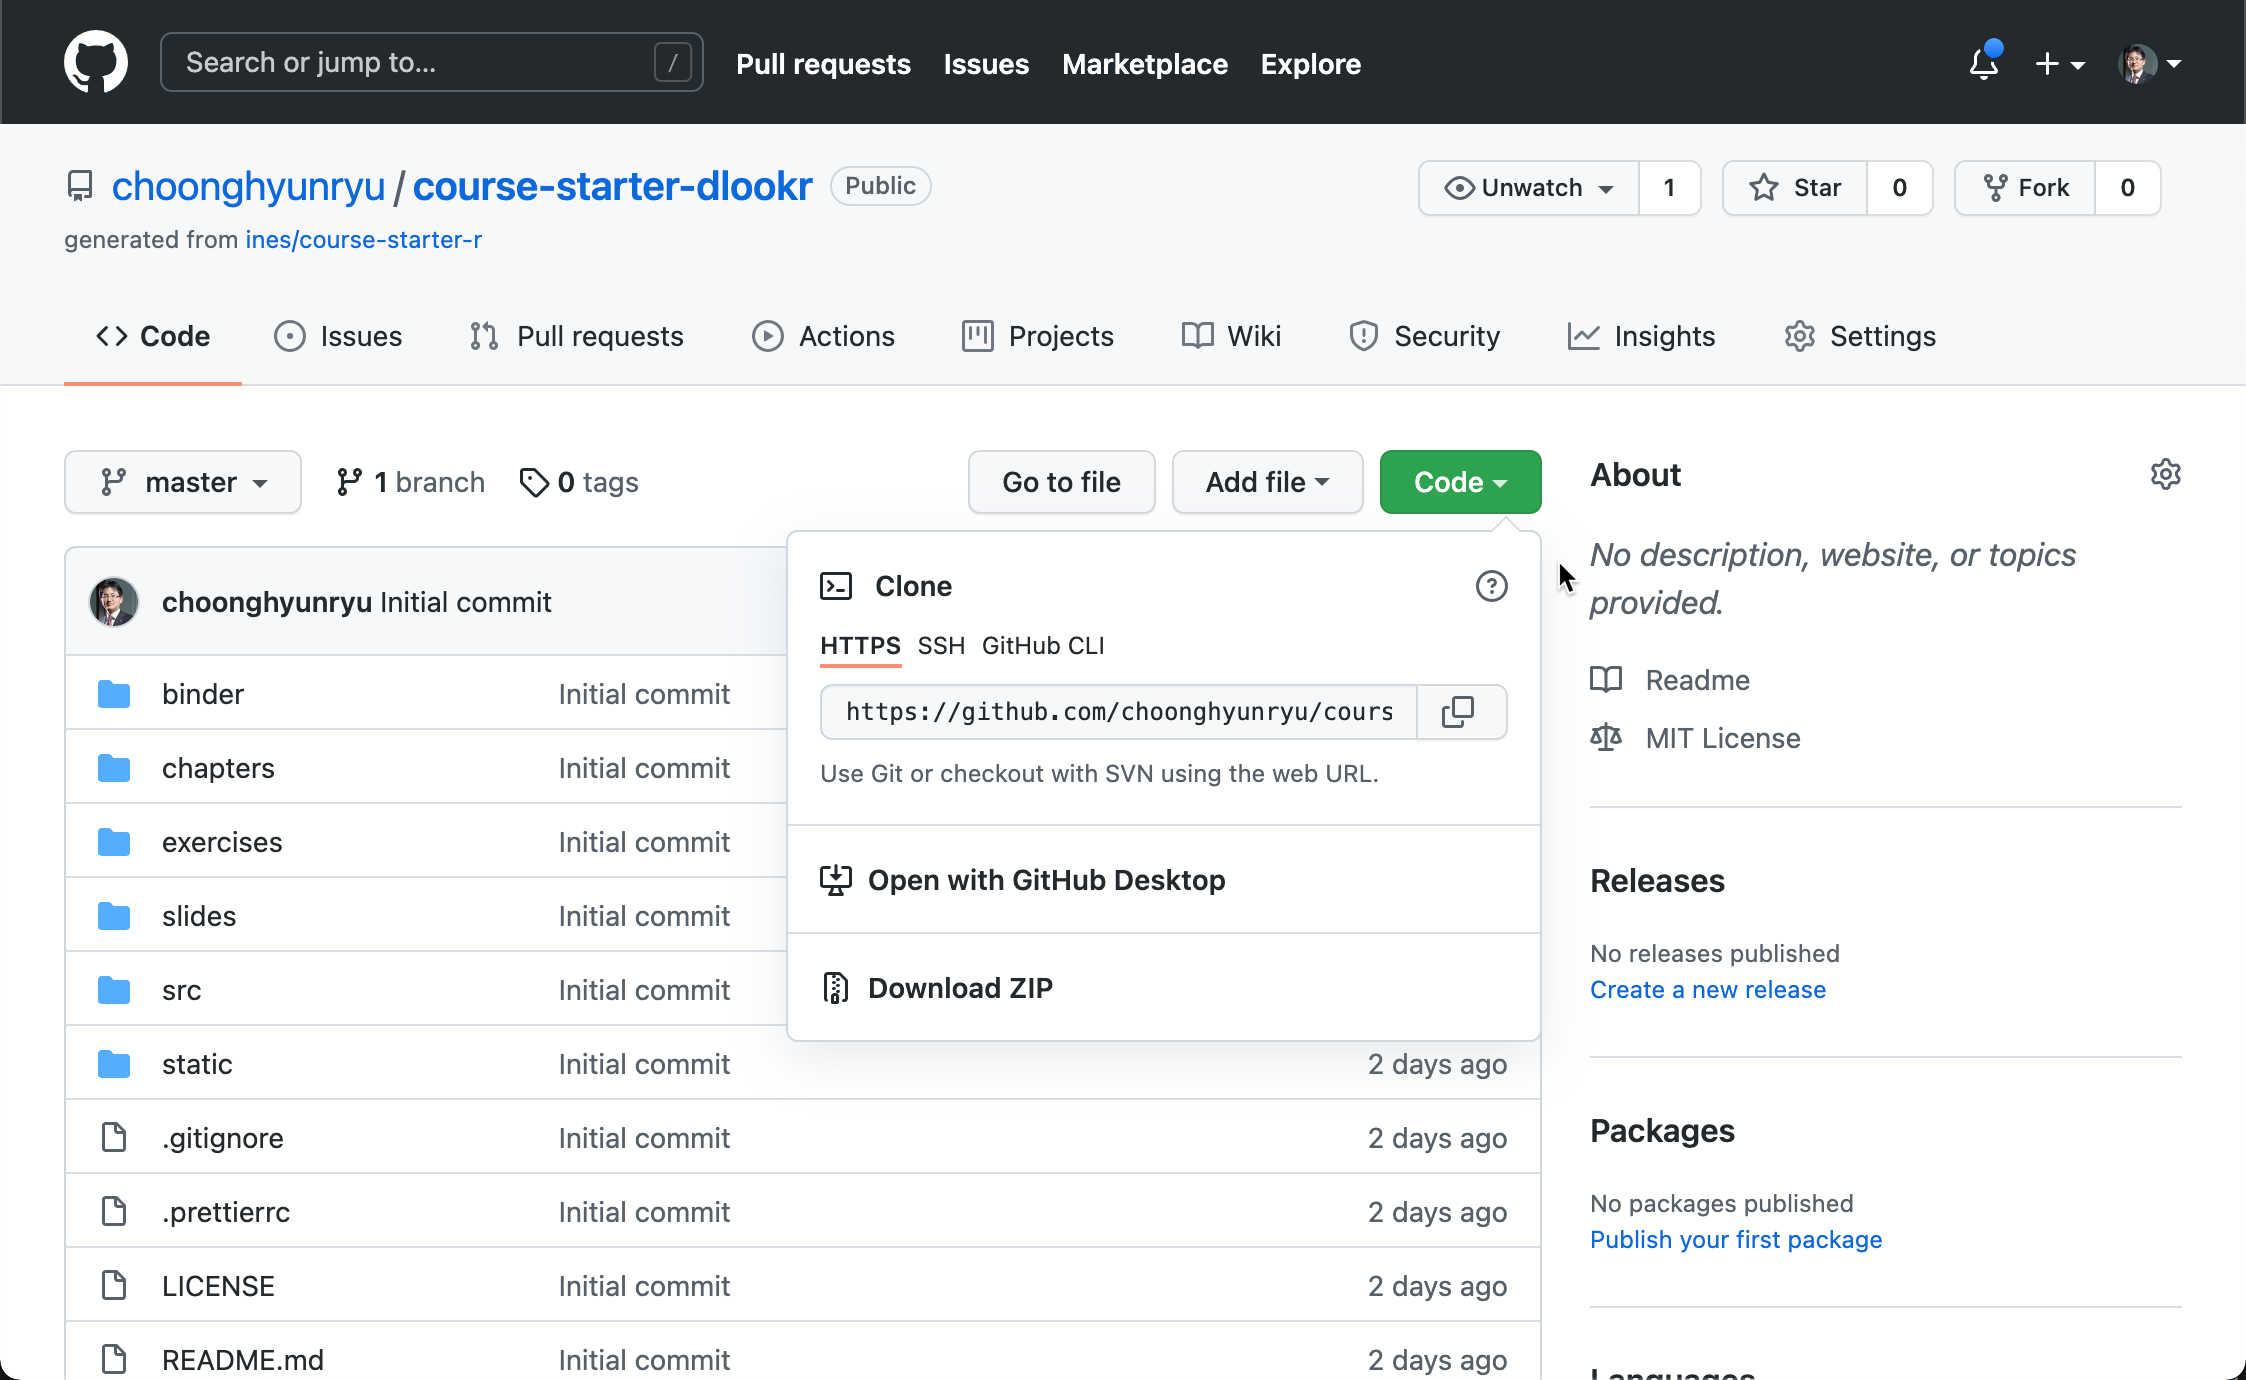 Search or jump to... /
Pull requests Issues Marketplace Explore
choonghyunryu / course-starter-dlookr Public
Unwatch 1 Star 0 Fork 0
generated from ines/course-starter-r
Code Issues Pull requests Actions Projects Wiki Security Insights Settings
master 1 branch 0 tags Go to file Add file Code
choonghyunryu Initial commit
binder Initial commit
chapters Initial commit
exercises Initial commit
slides Initial commit
src Initial commit
static Initial commit 2 days ago
.gitignore Initial commit 2 days ago
.prettierrc Initial commit 2 days ago
LICENSE Initial commit 2 days ago
README.md Initial commit 2 days ago
Clone
HTTPS SSH GitHub CLI
https://github.com/choonghyunryu/cours
Use Git or checkout with SVN using the web URL.
Open with GitHub Desktop
Download ZIP
About
No description, website, or topics
provided.
Readme
MIT License
Releases
No releases published
Create a new release
Packages
No packages published
Publish your first package
Languages